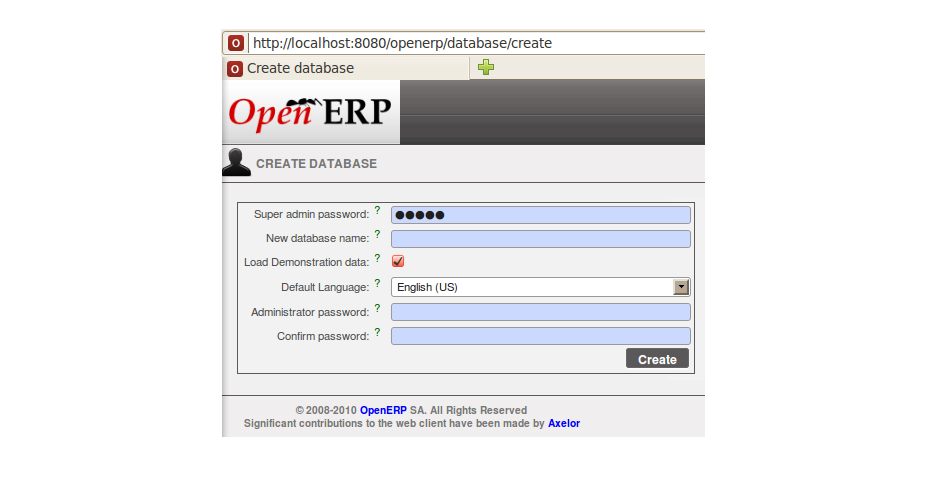 http://localhost:8080/openerp/database/create
Create database
Open ERP
CREATE DATABASE
Super admin password: ? ●●●●●
New database name: ?
Load Demonstration data: ?
Default Language: ? English (US)
Administrator password: ?
Confirm password: ?
Create
© 2008-2010 OpenERP SA. All Rights Reserved
Significant contributions to the web client have been made by Axelor